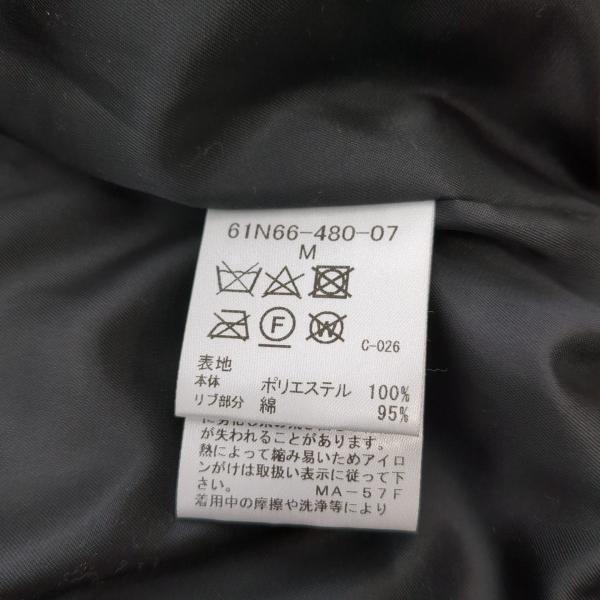 61N66-480-07
M
F
W
C-026
表地
本体 ポリエステル 100%
リブ部分 綿 95%
が失われることがあります。
熱によって縮み易いためアイロ
ンがけは取扱い表示に従って下
さい。 MA-57F
着用中の摩擦や洗浄等により